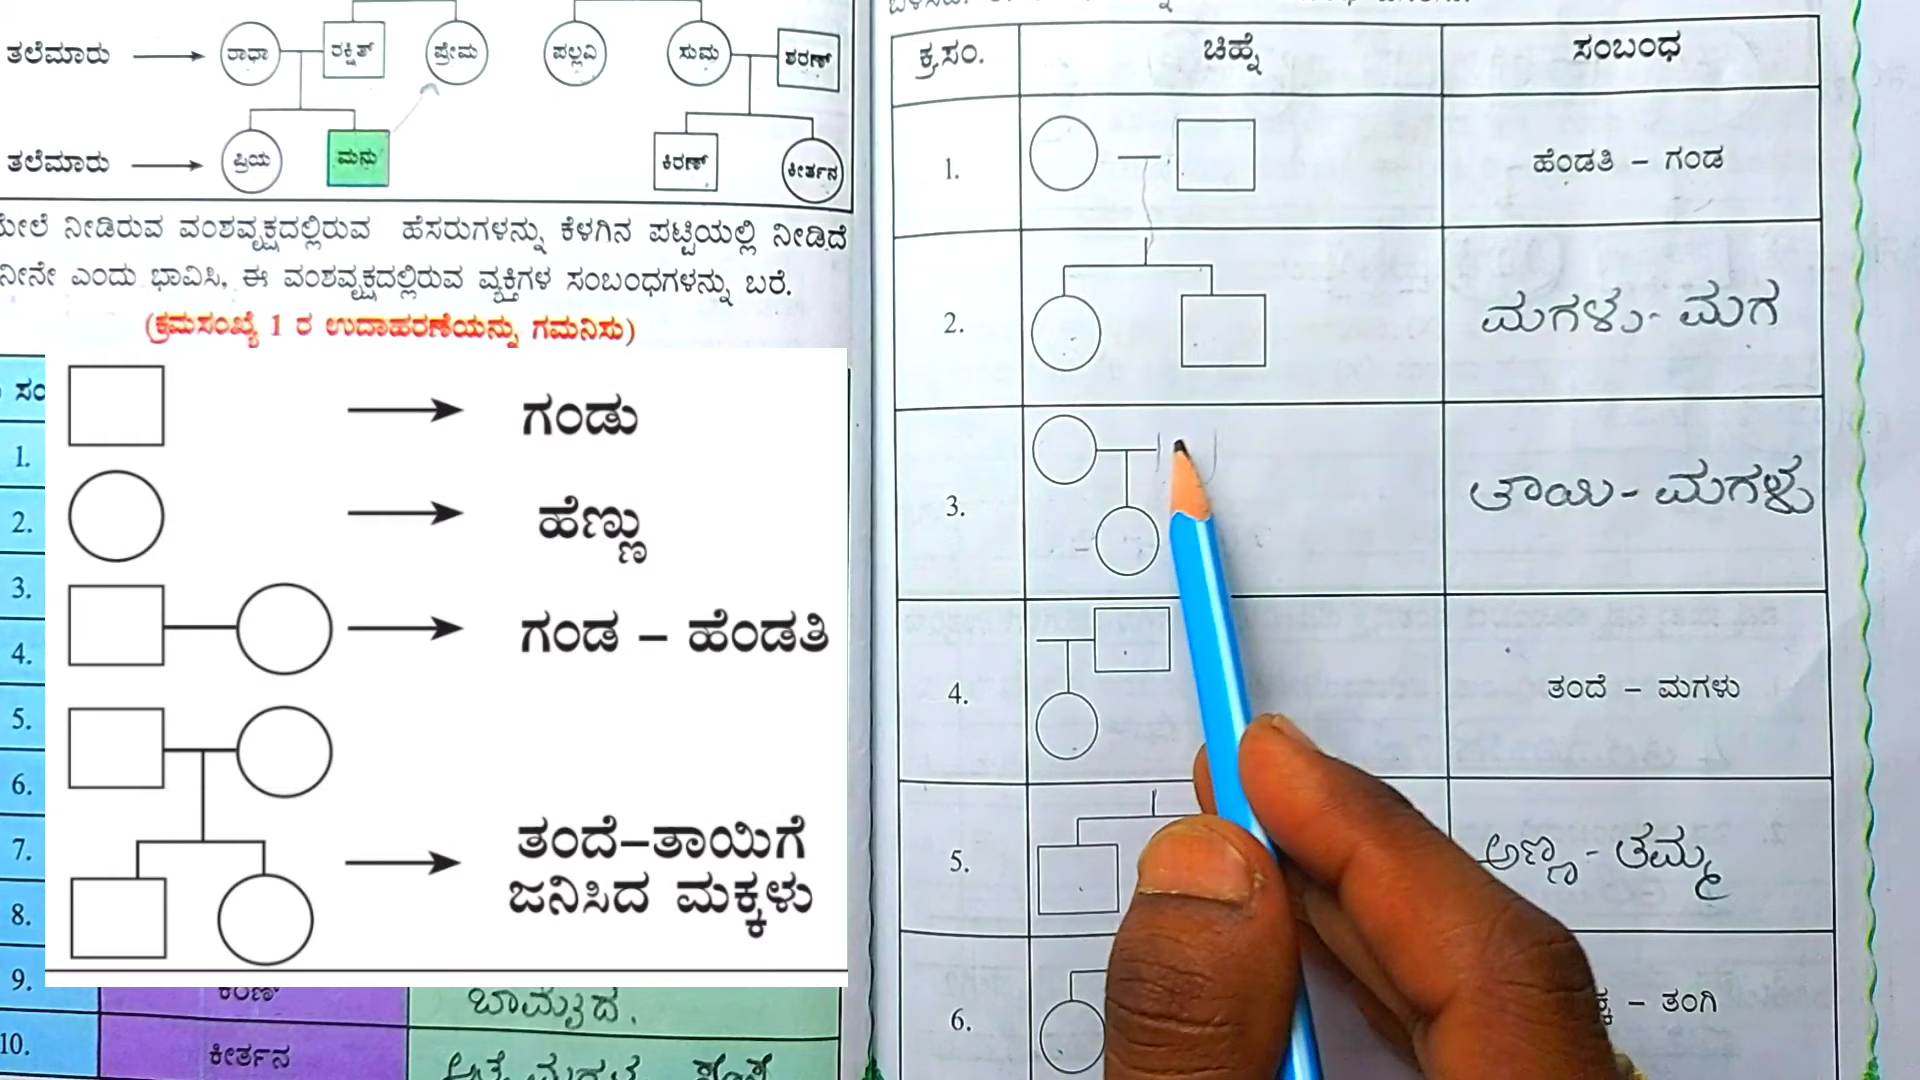 ತಲೆಮಾರು ರಾಧಾ ರಕ್ಷಿತ್ ಪ್ರೇಮ ಪಲ್ಲವಿ ಸುಮ ಶರಣ್
ತಲೆಮಾರು ಪ್ರಿಯ ಮನು ಕಿರಣ್ ಕೀರ್ತನ
ಮೇಲೆ ನೀಡಿರುವ ವಂಶವೃಕ್ಷದಲ್ಲಿರುವ ಹೆಸರುಗಳನ್ನು ಕೆಳಗಿನ ಪಟ್ಟಿಯಲ್ಲಿ ನೀಡಿದೆ
ನೀನೇ ಎಂದು ಭಾವಿಸಿ, ಈ ವಂಶವೃಕ್ಷದಲ್ಲಿರುವ ವ್ಯಕ್ತಿಗಳ ಸಂಬಂಧಗಳನ್ನು ಬರೆ.
(ಕ್ರಮಸಂಖ್ಯೆ 1 ರ ಉದಾಹರಣೆಯನ್ನು ಗಮನಿಸು)
ಸಂ
1.
2.
3.
4.
5.
6.
7.
8.
9.
10. ಕೀರ್ತನ
ಗಂಡು
ಹೆಣ್ಣು
ಗಂಡ – ಹೆಂಡತಿ
ತಂದೆ–ತಾಯಿಗೆ
ಜನಿಸಿದ ಮಕ್ಕಳು
ಕ್ರ.ಸಂ. ಚಿಹ್ನೆ ಸಂಬಂಧ
1. ಹೆಂಡತಿ – ಗಂಡ
2. ಮಗಳು - ಮಗ
3. ತಾಯಿ - ಮಗಳು
4. ತಂದೆ – ಮಗಳು
5. ಅಣ್ಣ - ತಮ್ಮ
6. – ತಂಗಿ